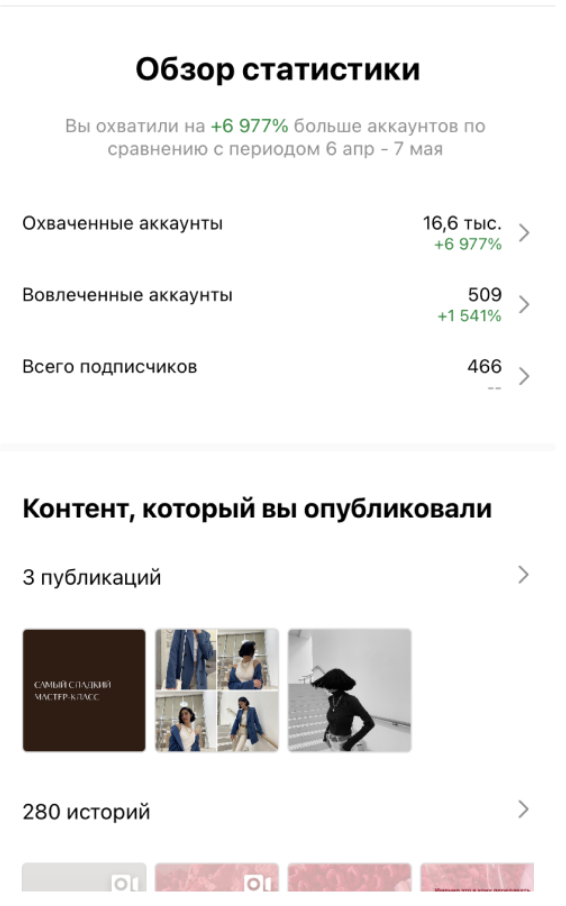 Обзор статистики
Вы охватили на +6 977% больше аккаунтов по
сравнению с периодом 6 апр - 7 мая
Охваченные аккаунты
16,6 тыс.
+6 977%
Вовлеченные аккаунты
509
+1 541%
Всего подписчиков
466
--
Контент, который вы опубликовали
3 публикаций
САМЫЙ СЛАДКИЙ
МАСТЕР-КЛАСС
280 историй